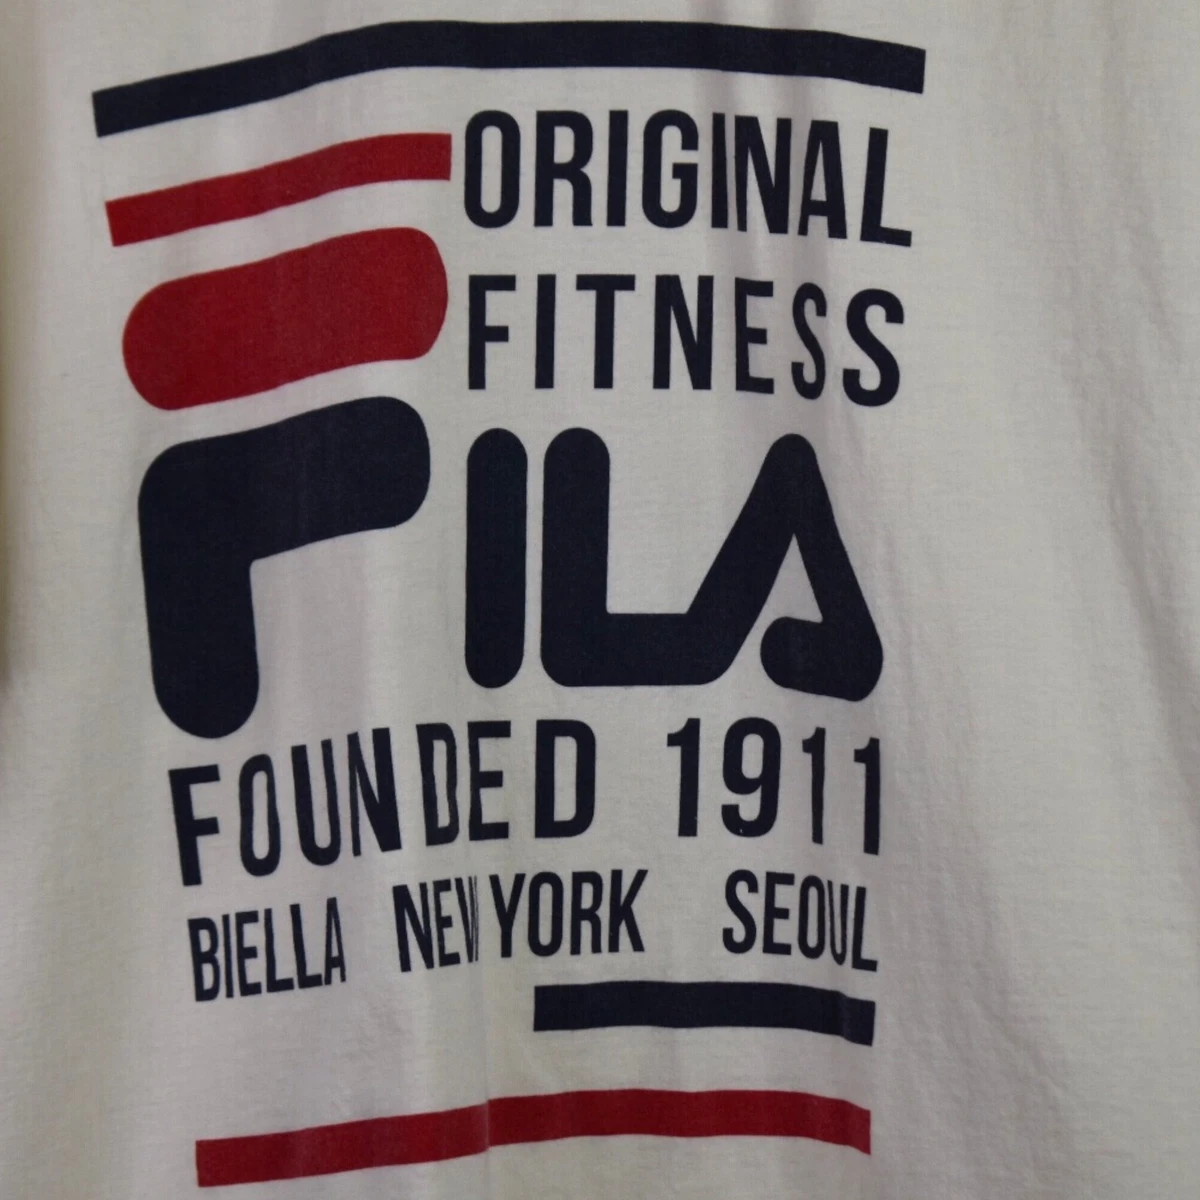 ORIGINAL
FITNESS
FILA
FOUNDED 1911
BIELLA NEW YORK SEOUL